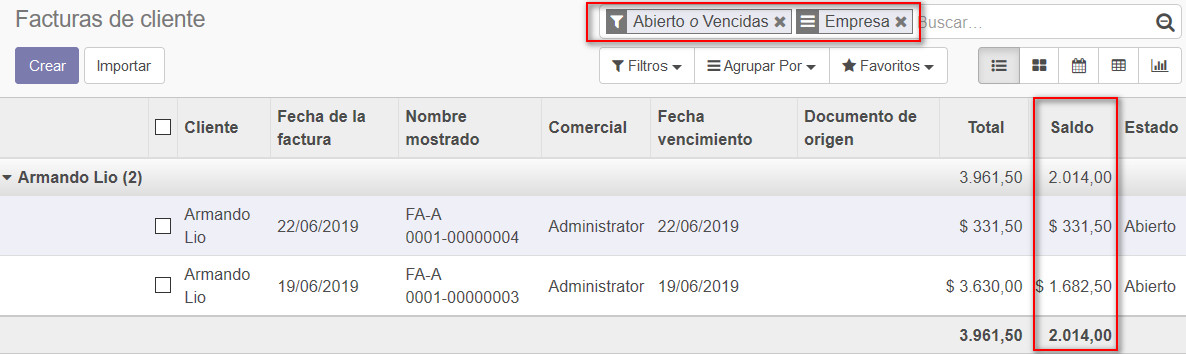 Facturas de cliente
Abierto o Vencidas
Empresa
Buscar...
Crear
Importar
Filtros
Agrupar Por
Favoritos
Cliente
Fecha de la
factura
Nombre
mostrado
Comercial
Fecha
vencimiento
Documento de
origen
Total
Saldo
Estado
Armando Lio (2)
3.961,50
2.014,00
Armando
Lio
22/06/2019
FA-A
0001-00000004
Administrator
22/06/2019
$ 331,50
$ 331,50
Abierto
Armando
Lio
19/06/2019
FA-A
0001-00000003
Administrator
19/06/2019
$ 3.630,00
$ 1.682,50
Abierto
3.961,50
2.014,00